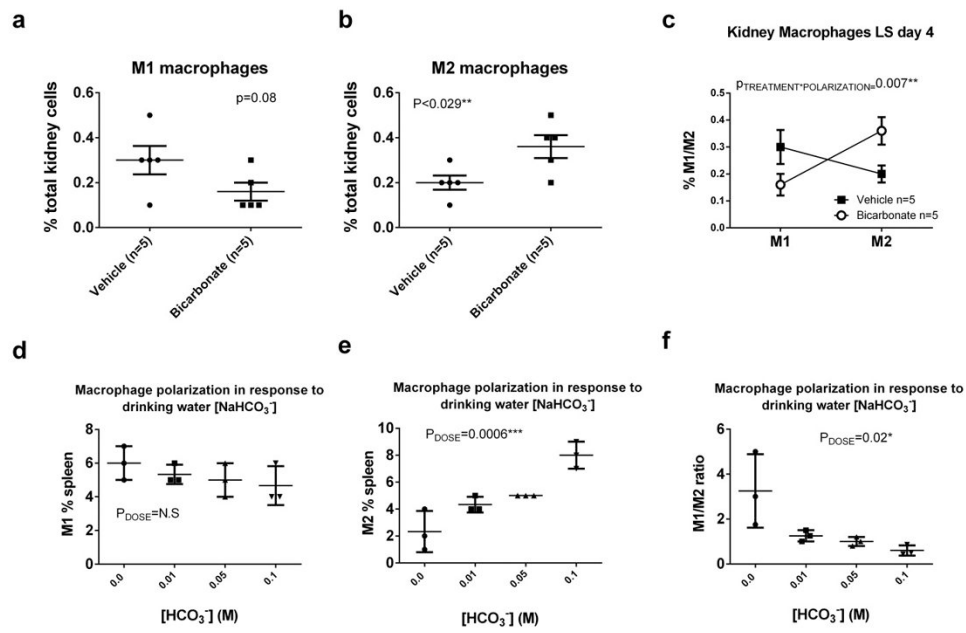 a
M1 macrophages
p=0.08
% total kidney cells
0.6
0.4
0.2
0.0
Vehicle (n=5)
Bicarbonate (n=5)
b
M2 macrophages
P<0.029**
% total kidney cells
0.6
0.4
0.2
0.0
Vehicle (n=5)
Bicarbonate (n=5)
c
Kidney Macrophages LS day 4
pTREATMENT*POLARIZATION=0.007**
% M1/M2
0.5
0.4
0.3
0.2
0.1
0.0
Vehicle n=5
Bicarbonate n=5
M1
M2
d
Macrophage polarization in response to
drinking water [NaHCO3-]
M1 % spleen
8
6
4
2
0
PDOSE=N.S
0.0
0.01
0.05
0.1
[HCO3-] (M)
e
Macrophage polarization in response to
drinking water [NaHCO3-]
PDOSE=0.0006***
M2 % spleen
10
8
6
4
2
0
0.0
0.01
0.05
0.1
[HCO3-] (M)
f
Macrophage polarization in response to
drinking water [NaHCO3-]
PDOSE=0.02*
M1/M2 ratio
6
4
2
0
0.0
0.01
0.05
0.1
[HCO3-] (M)